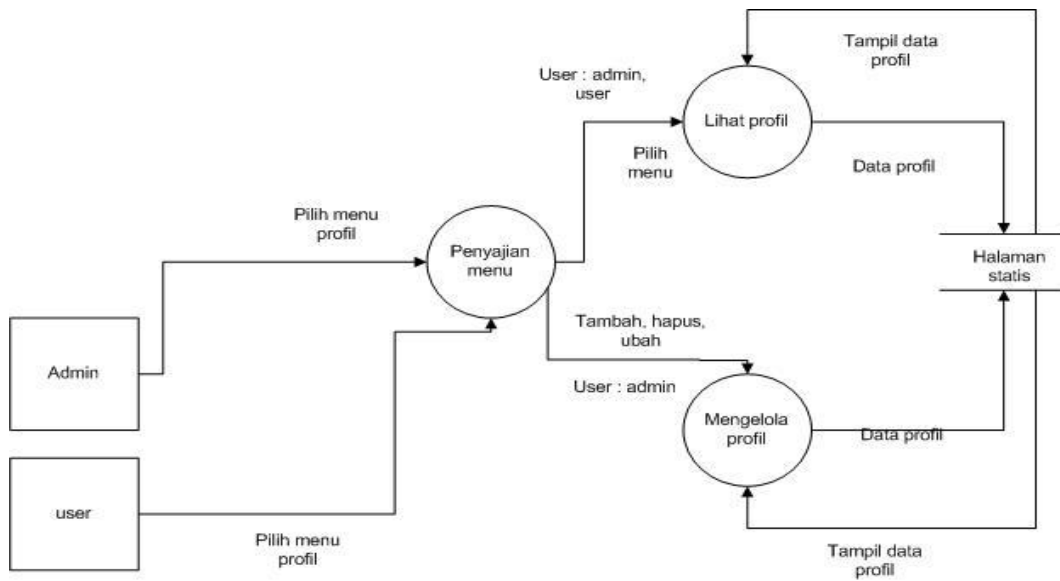 Tampil data
profil
User : admin,
user
Lihat profil
Pilih
menu
Data profil
Pilih menu
profil
Penyajian
menu
Halaman
statis
Tambah, hapus,
ubah
Admin
User : admin
Mengelola
profil
Data profil
user
Pilih menu
profil
Tampil data
profil